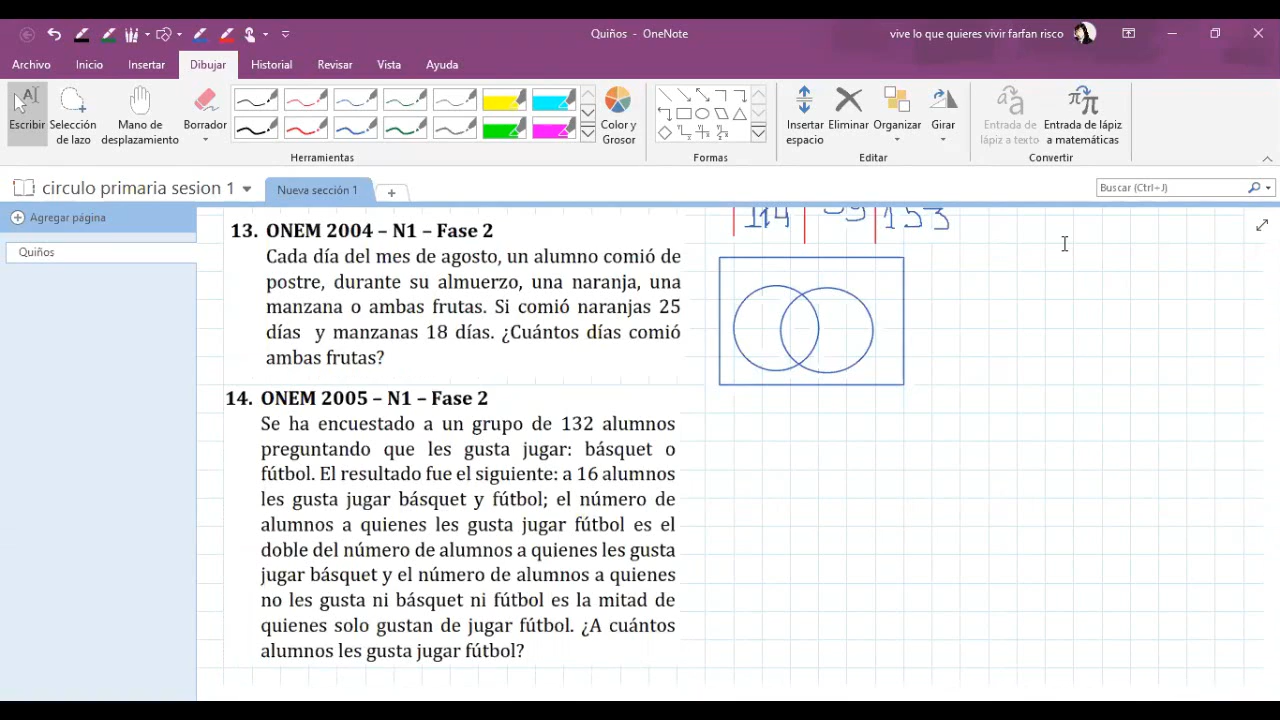 Quiños - OneNote
vive lo que quieres vivir farfan risco
Archivo
Inicio
Insertar
Dibujar
Historial
Revisar
Vista
Ayuda
Escribir
Selección de lazo
Mano de desplazamiento
Borrador
Color y Grosor
Insertar espacio
Eliminar
Organizar
Girar
Entrada de lápiz a texto
Entrada de lápiz a matemáticas
Herramientas
Formas
Editar
Convertir
circulo primaria sesion 1
Nueva sección 1
Buscar (Ctrl+J)
Agregar página
Quiños
114 59 153
13. ONEM 2004 – N1 – Fase 2
Cada día del mes de agosto, un alumno comió de
postre, durante su almuerzo, una naranja, una
manzana o ambas frutas. Si comió naranjas 25
días y manzanas 18 días. ¿Cuántos días comió
ambas frutas?
14. ONEM 2005 – N1 – Fase 2
Se ha encuestado a un grupo de 132 alumnos
preguntando que les gusta jugar: básquet o
fútbol. El resultado fue el siguiente: a 16 alumnos
les gusta jugar básquet y fútbol; el número de
alumnos a quienes les gusta jugar fútbol es el
doble del número de alumnos a quienes les gusta
jugar básquet y el número de alumnos a quienes
no les gusta ni básquet ni fútbol es la mitad de
quienes solo gustan de jugar fútbol. ¿A cuántos
alumnos les gusta jugar fútbol?